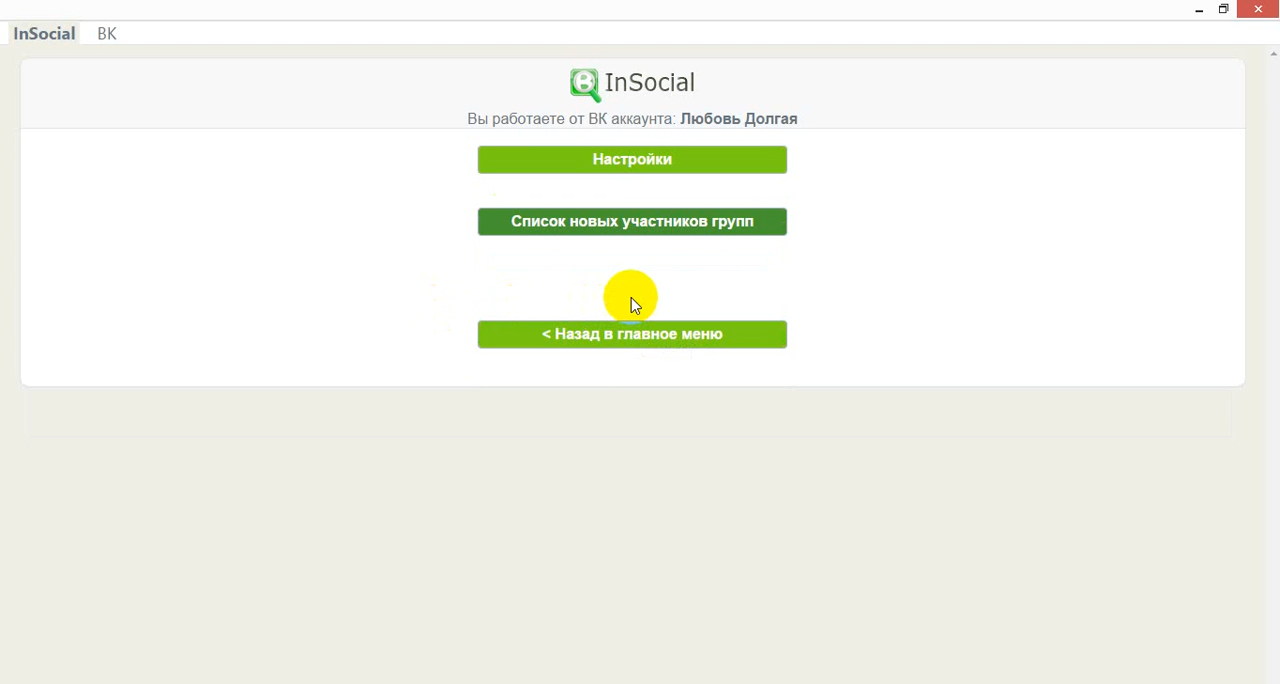 InSocial ВК
InSocial
Вы работаете от ВК аккаунта: Любовь Долгая
Настройки
Список новых участников групп
< Назад в главное меню